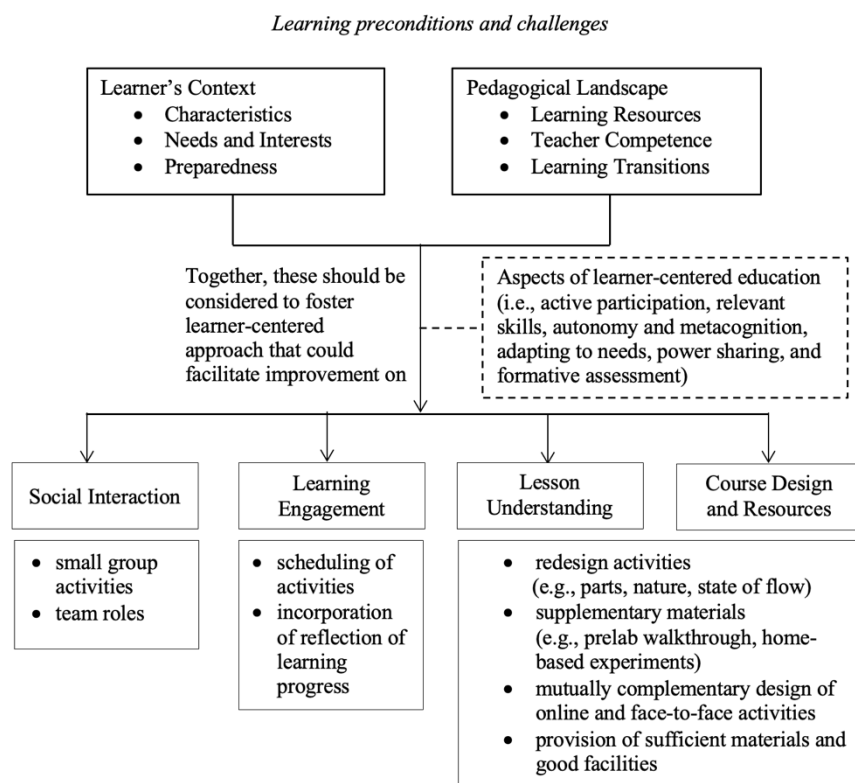 Learning preconditions and challenges
Learner's Context
• Characteristics
• Needs and Interests
• Preparedness
Pedagogical Landscape
• Learning Resources
• Teacher Competence
• Learning Transitions
Together, these should be
considered to foster
learner-centered
approach that could
facilitate improvement on
Aspects of learner-centered education
(i.e., active participation, relevant
skills, autonomy and metacognition,
adapting to needs, power sharing, and
formative assessment)
Social Interaction
Learning
Engagement
Lesson
Understanding
Course Design
and Resources
• small group
activities
• team roles
• scheduling of
activities
• incorporation
of reflection of
learning
progress
• redesign activities
(e.g., parts, nature, state of flow)
• supplementary materials
(e.g., prelab walkthrough, home-
based experiments)
• mutually complementary design of
online and face-to-face activities
• provision of sufficient materials and
good facilities